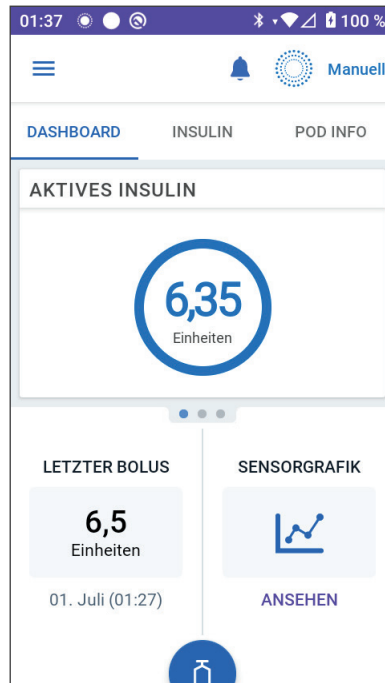 01:37 100 %
Manuell
DASHBOARD INSULIN POD INFO
AKTIVES INSULIN
6,35
Einheiten
LETZTER BOLUS
6,5
Einheiten
01. Juli (01:27)
SENSORGRAFIK
ANSEHEN